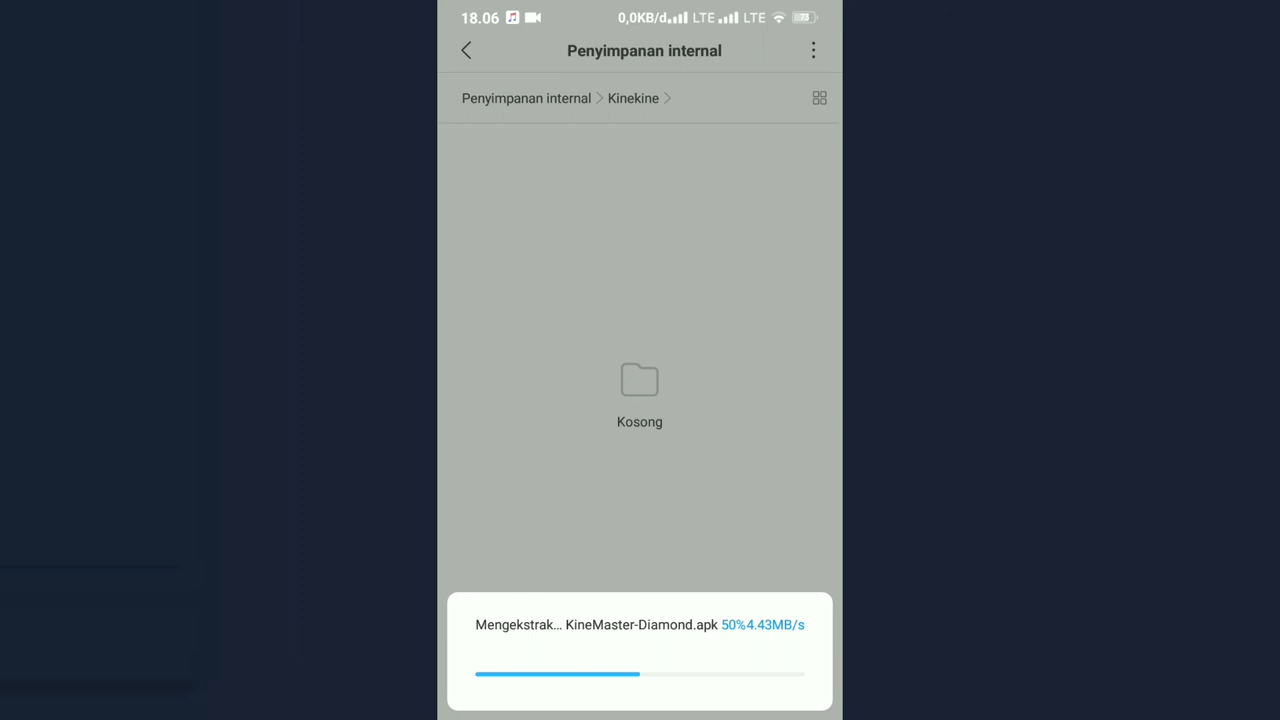 18.06 0,0KB/d LTE LTE 73
Penyimpanan internal
Penyimpanan internal Kinekine
Kosong
Mengekstrak... KineMaster-Diamond.apk 50%4.43MB/s